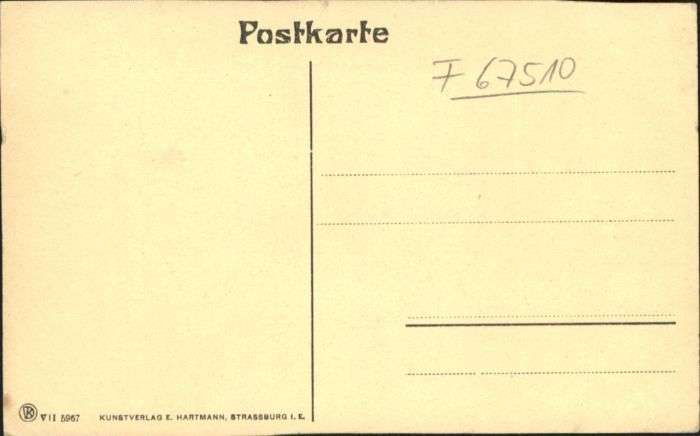 Postkarte
F 67510
VII 5967 KUNSTVERLAG E. HARTMANN, STRASSBURG I. E.